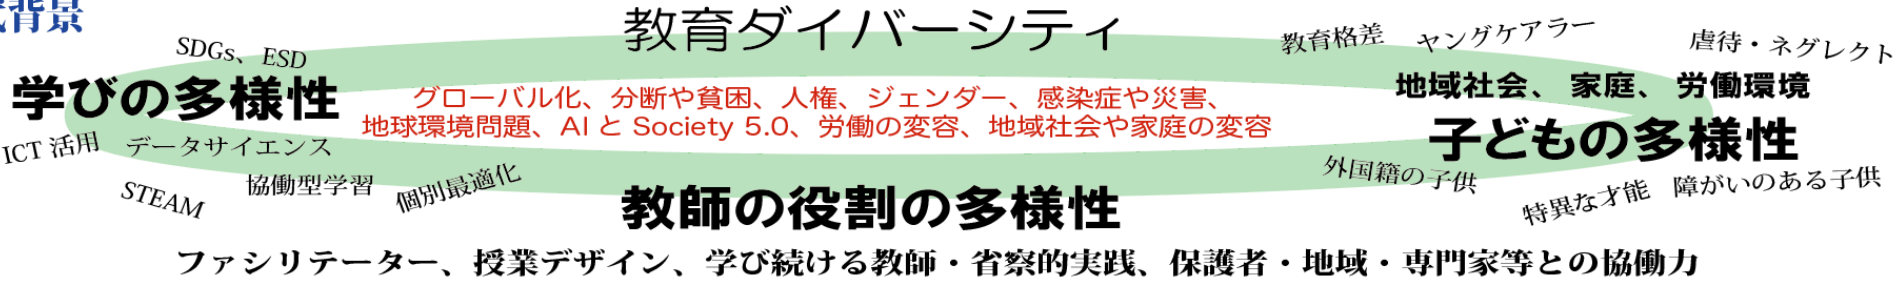 背景
教育ダイバーシティ
SDGs、ESD
学びの多様性
ICT 活用
データサイエンス
STEAM
協働型学習
個別最適化
グローバル化、分断や貧困、人権、ジェンダー、感染症や災害、
地球環境問題、AI と Society 5.0、労働の変容、地域社会や家庭の変容
教育格差
ヤングケアラー
虐待・ネグレクト
地域社会、 家庭、 労働環境
子どもの多様性
外国籍の子供
特異な才能
障がいのある子供
教師の役割の多様性
ファシリテーター、授業デザイン、学び続ける教師・省察的実践、保護者・地域・専門家等との協働力